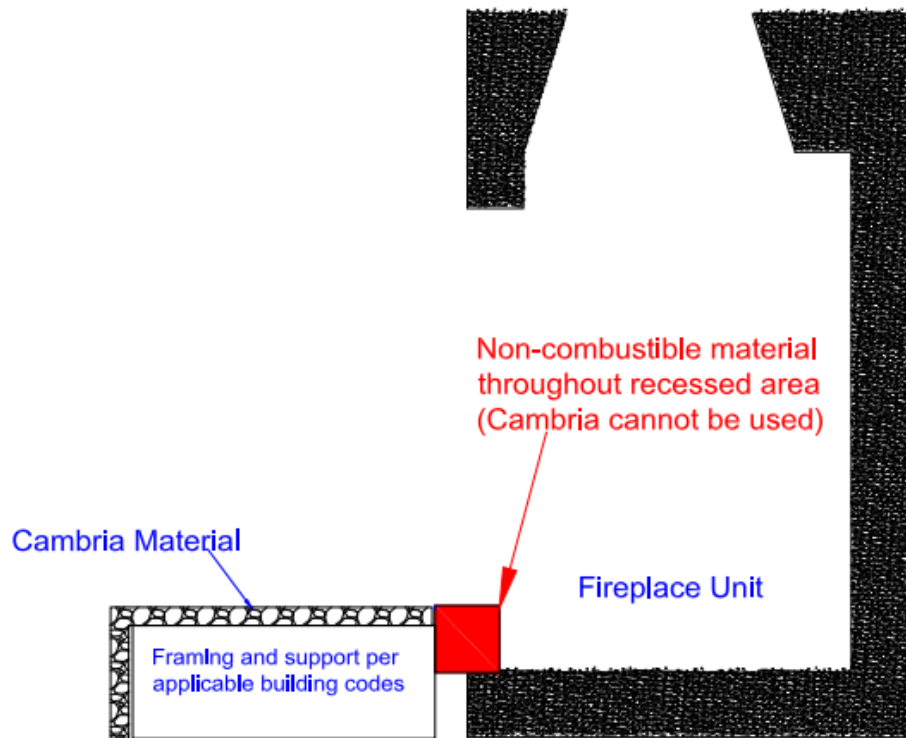 Non-combustible material
throughout recessed area
(Cambria cannot be used)
Cambria Material
Fireplace Unit
Framing and support per
applicable building codes